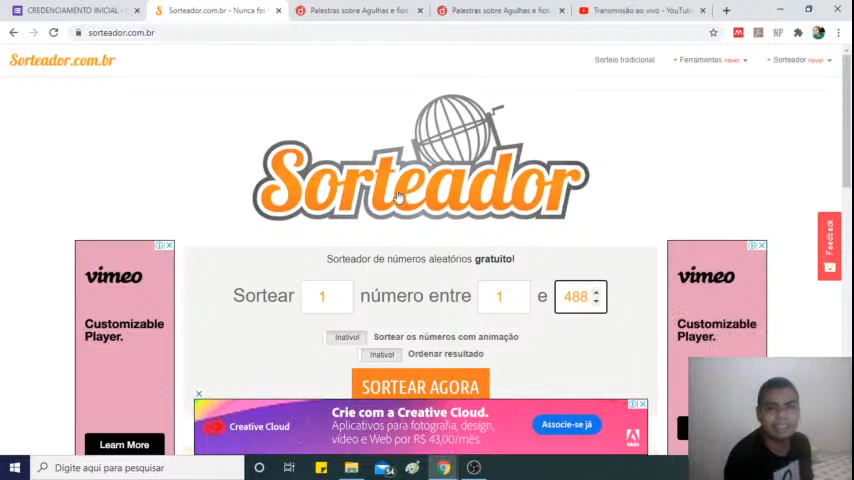 CREDENCIAMENTO INICIAL -
Sorteador.com.br - Nunca foi
Palestras sobre Agulhas e fios
Palestras sobre Agulhas e fios
Transmissão ao vivo - YouTub
sorteador.com.br
Sorteador.com.br
Sorteio tradicional
+ Ferramentas novo!
+ Sorteador novo!
Sorteador
Feedback
vimeo
Customizable
Player.
Learn More
Sorteador de números aleatórios gratuito!
Sortear 1 número entre 1 e 488
Inativo! Sortear os números com animação
Inativo! Ordenar resultado
SORTEAR AGORA
vimeo
Customizable
Player.
Creative Cloud
Crie com a Creative Cloud.
Aplicativos para fotografia, design,
vídeo e Web por R$ 43,00/mês.
Associe-se já
Adobe
Digite aqui para pesquisar
54